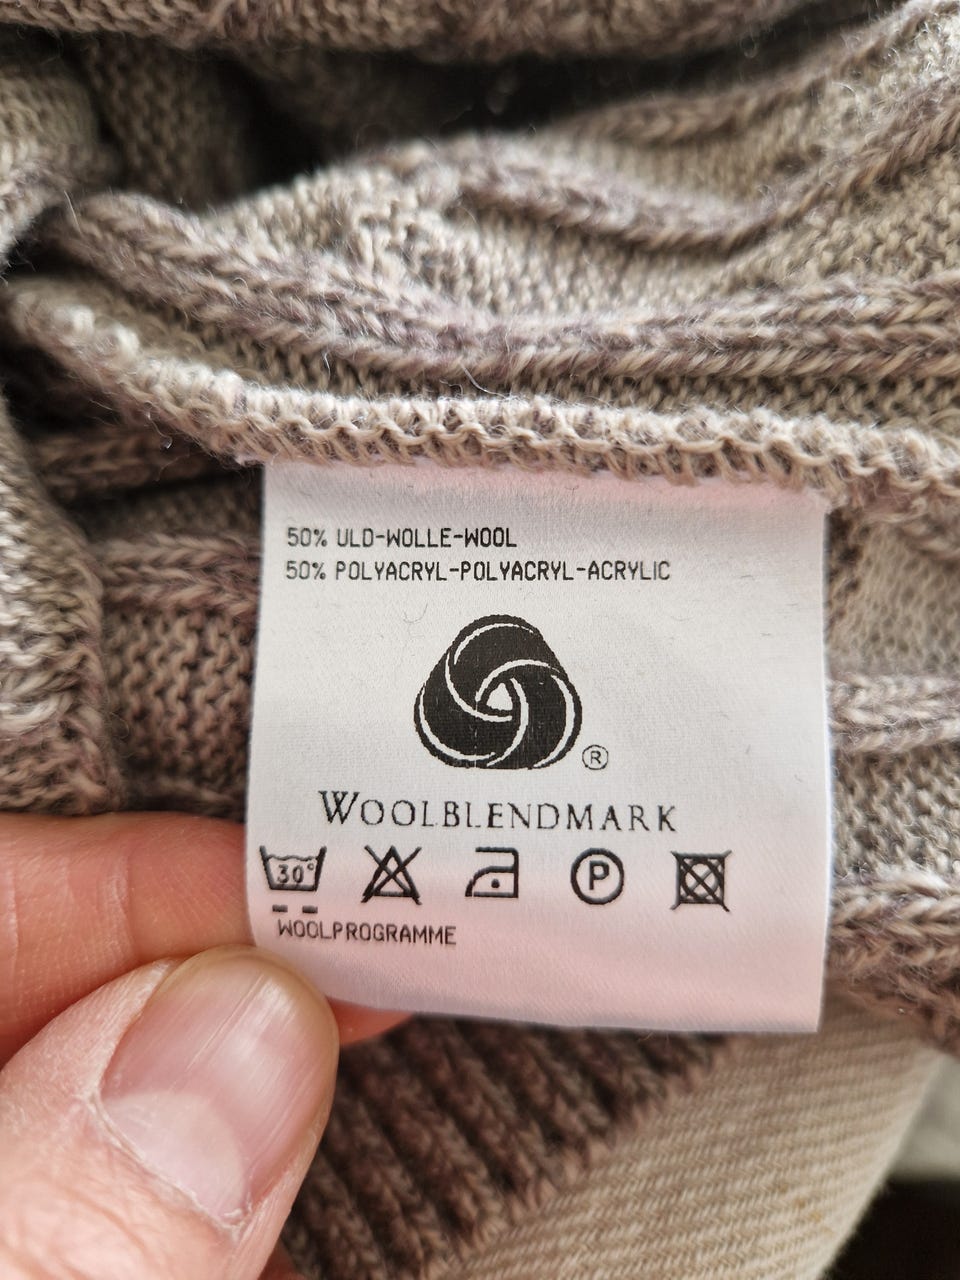 50% ULD-WOLLE-WOOL
50% POLYACRYL-POLYACRYL-ACRYLIC
®
WOOLBLENDMARK
30° P
WOOLPROGRAMME